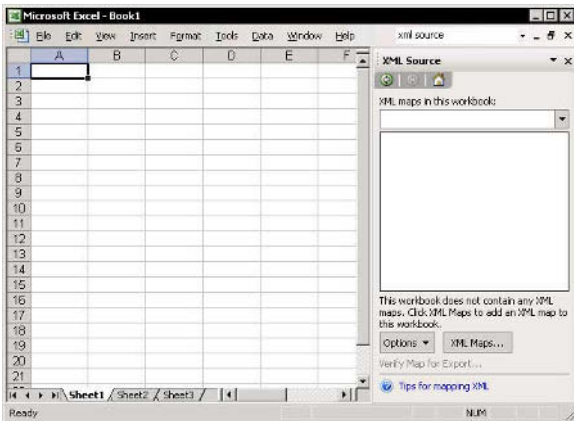 Microsoft Excel - Book1
File Edit View Insert Format Tools Data Window Help xml source
A B C D E F
XML Source
1
2
3
4
5
6
7
8
9
10
11
12
13
14
15
16
17
18
19
20
21
XML maps in this workbook:
This workbook does not contain any XML
maps. Click XML Maps to add an XML map to
this workbook.
Options XML Maps...
Verify Map for Export...
Tips for mapping XML
Sheet1 Sheet2 Sheet3
Ready NUM